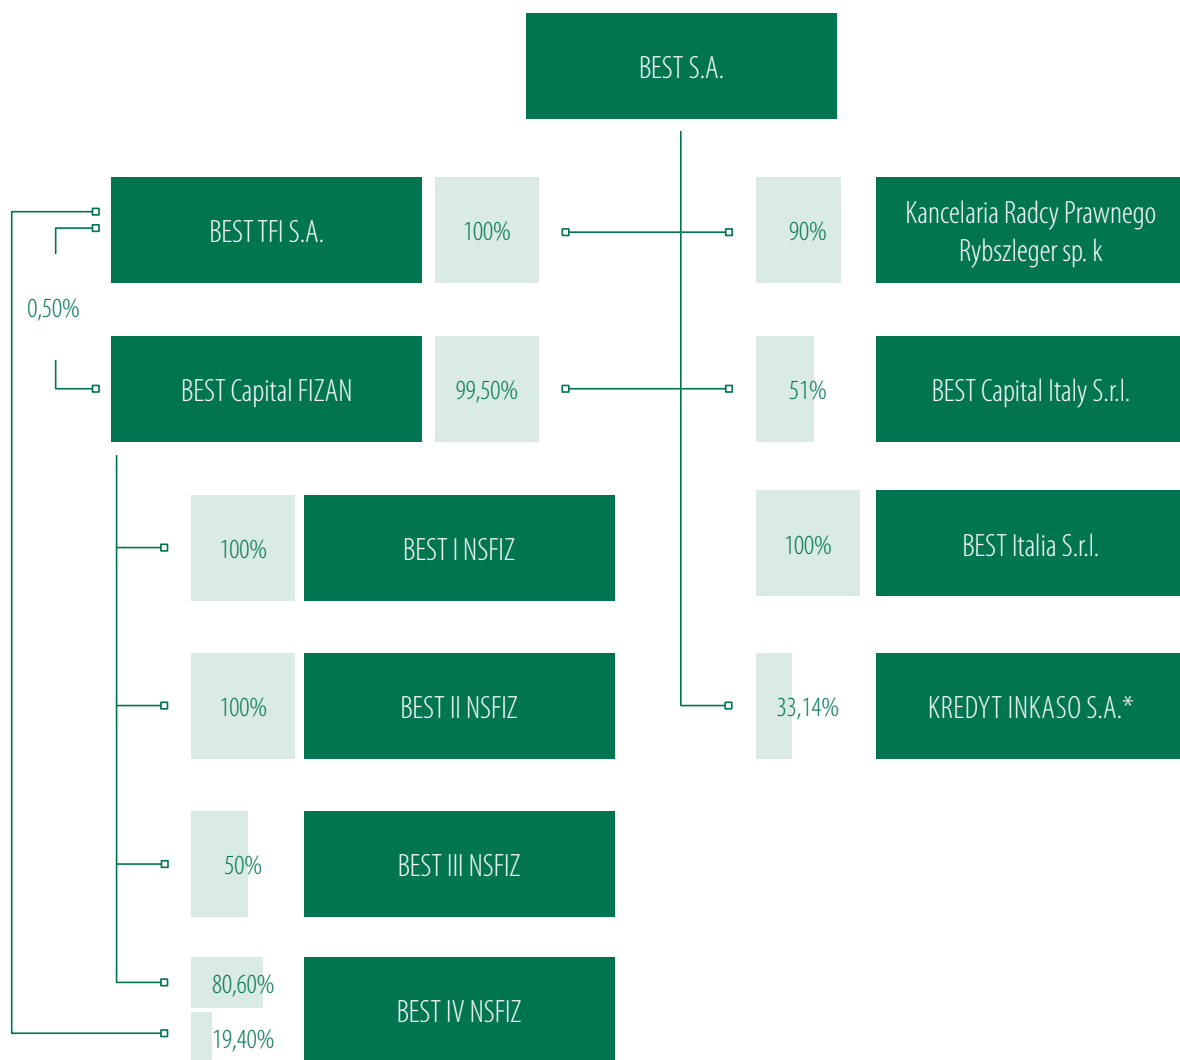 BEST S.A.
BEST TFI S.A.
100%
90%
Kancelaria Radcy Prawnego
Rybszleger sp. k
0,50%
BEST Capital FIZAN
99,50%
51%
BEST Capital Italy S.r.l.
100%
BEST I NSFIZ
100%
BEST Italia S.r.l.
100%
BEST II NSFIZ
33,14%
KREDYT INKASO S.A.*
50%
BEST III NSFIZ
80,60%
BEST IV NSFIZ
19,40%